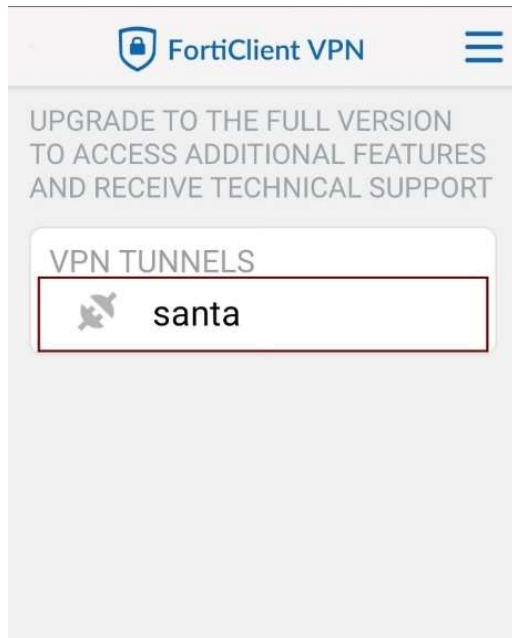 FortiClient VPN
UPGRADE TO THE FULL VERSION
TO ACCESS ADDITIONAL FEATURES
AND RECEIVE TECHNICAL SUPPORT
VPN TUNNELS
santa